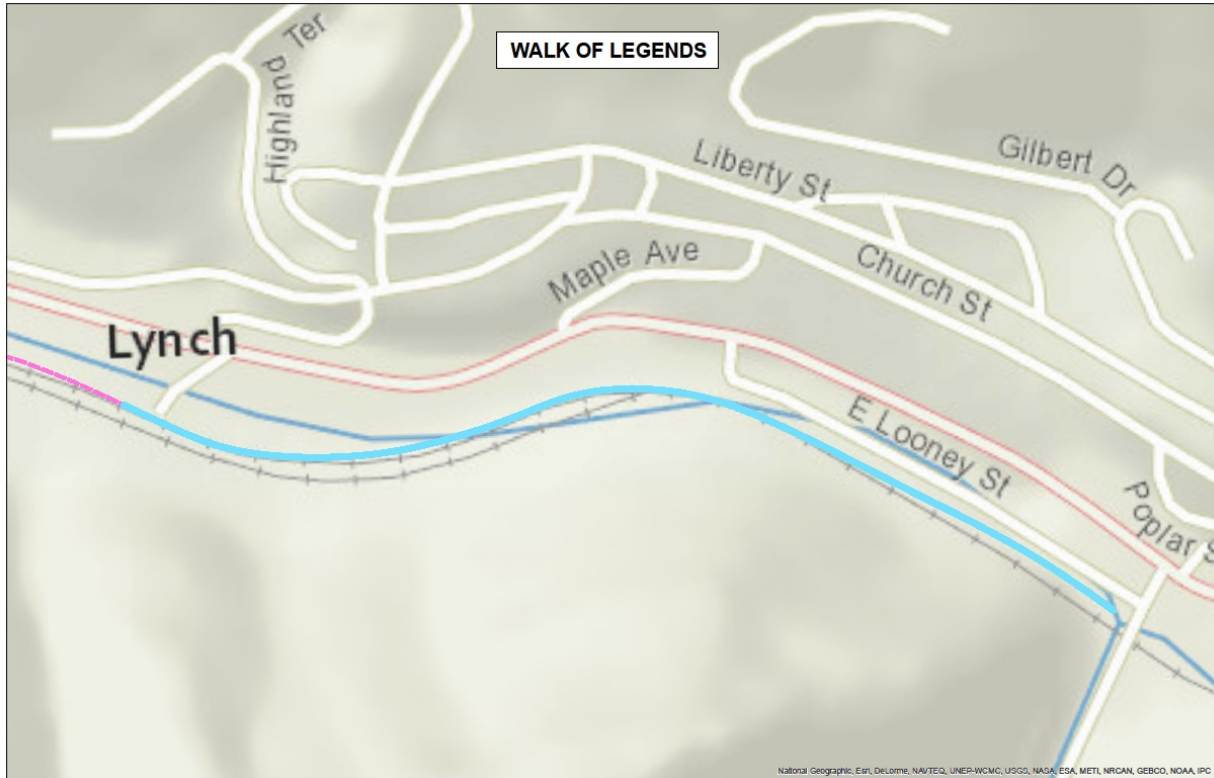 WALK OF LEGENDS
Highland Ter
Liberty St
Gilbert Dr
Maple Ave
Church St
Lynch
E Looney St
Poplar S
National Geographic, Esri, DeLorme, NAVTEQ, UNEP-WCMC, USGS, NASA, ESA, METI, NRCAN, GEBCO, NOAA, IPC